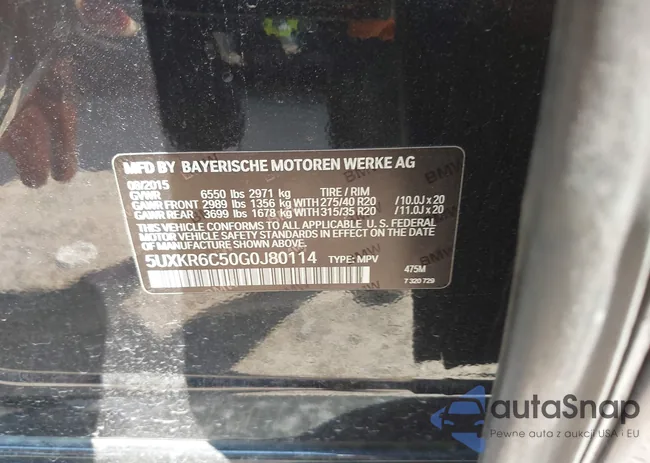 MFD BY BAYERISCHE MOTOREN WERKE AG
08/2015
GVWR 6550 lbs 2971 kg TIRE / RIM
GAWR FRONT 2989 lbs 1356 kg WITH 275/40 R20 /10.0J x 20
GAWR REAR 3699 lbs 1678 kg WITH 315/35 R20 /11.0J x 20
THIS VEHICLE CONFORMS TO ALL APPLICABLE U. S. FEDERAL
MOTOR VEHICLE SAFETY STANDARDS IN EFFECT ON THE DATE OF
MANUFACTURE SHOWN ABOVE.
5UXKR6C50G0J80114 TYPE: MPV
475M
7 320 729
autaSnap
Pewne auta z aukcji USA i EU